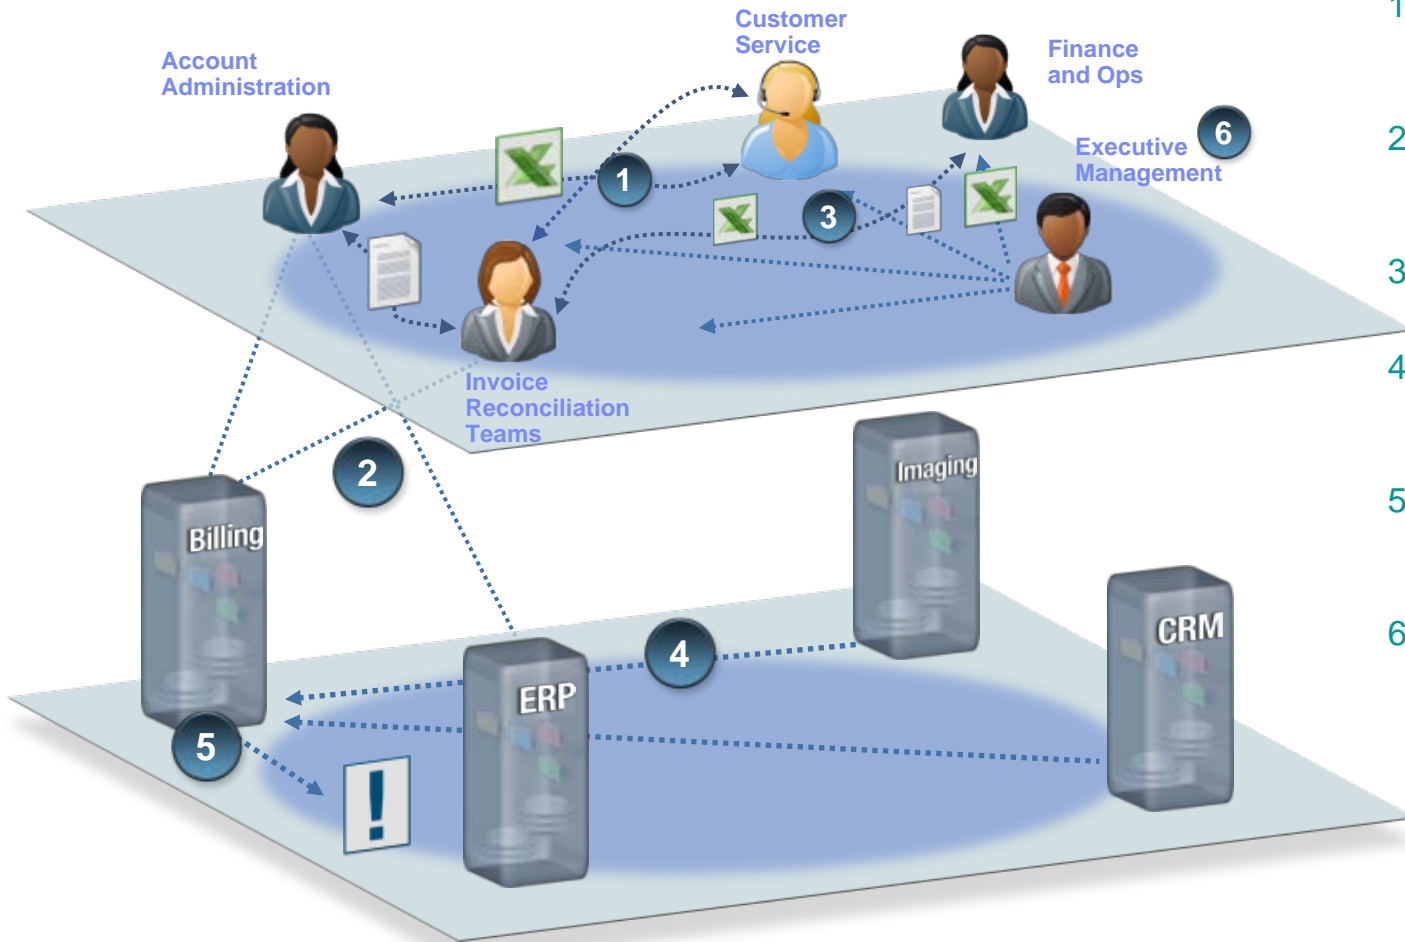 Customer
Service
Account
Administration
Finance
and Ops
Executive
Management
6
1
3
Invoice
Reconciliation
Teams
2
Imaging
Billing
CRM
4
ERP
5
!
1
2
3
4
5
6